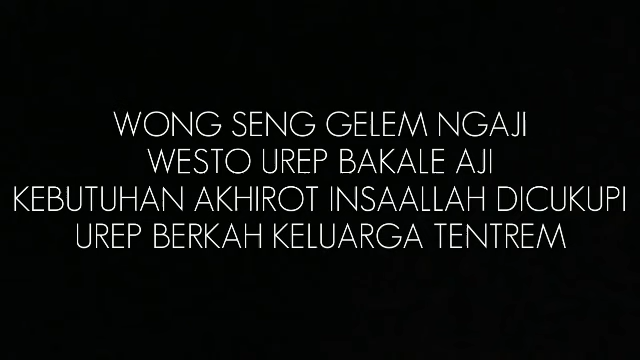 WONG SENG GELEM NGAJI
WESTO UREP BAKALE AJI
KEBUTUHAN AKHIROT INSAALLAH DICUKUPI
UREP BERKAH KELUARGA TENTREM